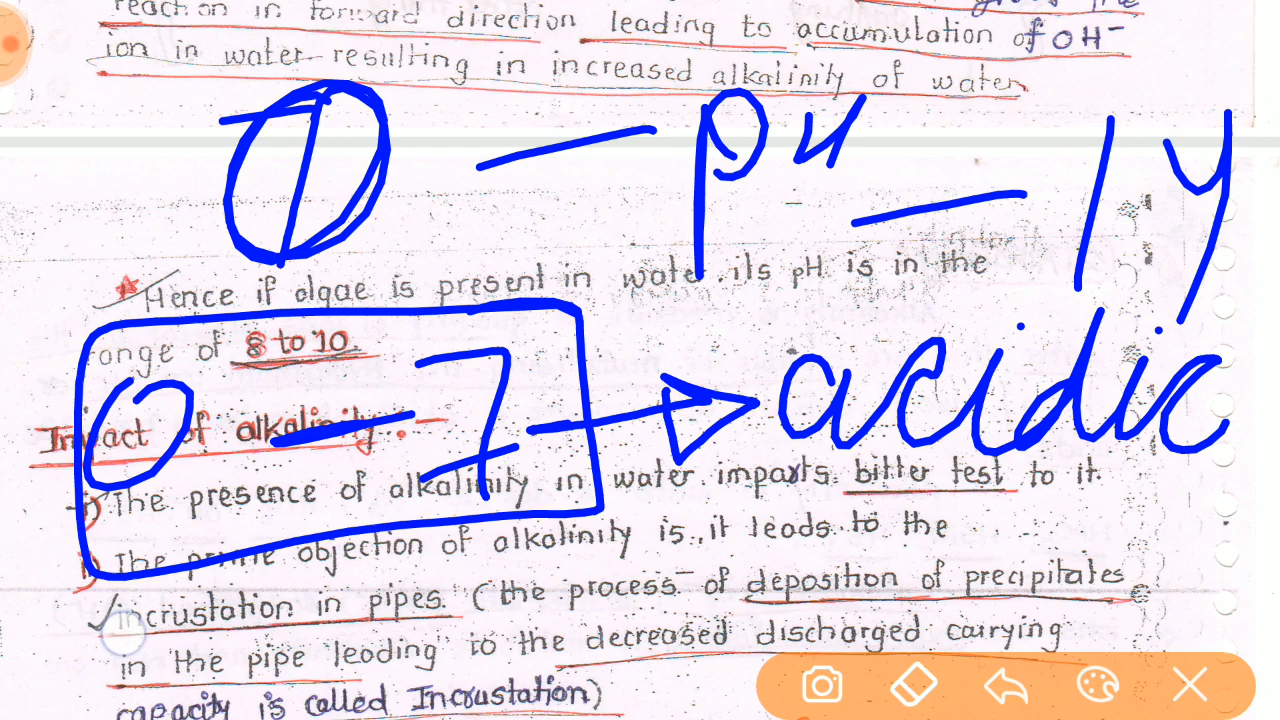 reaction in forward direction leading to accumulation of OH⁻
ion in water resulting in increased alkalinity of water
0 — PH — 14
Hence if algae is present in water. its pH is in the
range of 8 to 10.
0 — 7 → acidic
Impact of alkalinity:-
i) The presence of alkalinity in water imparts bitter test to it.
The prime objection of alkalinity is, it leads to the
incrustation in pipes. (the process of deposition of precipitates
in the pipe leading to the decreased discharged carrying
capacity is called Incrustation)